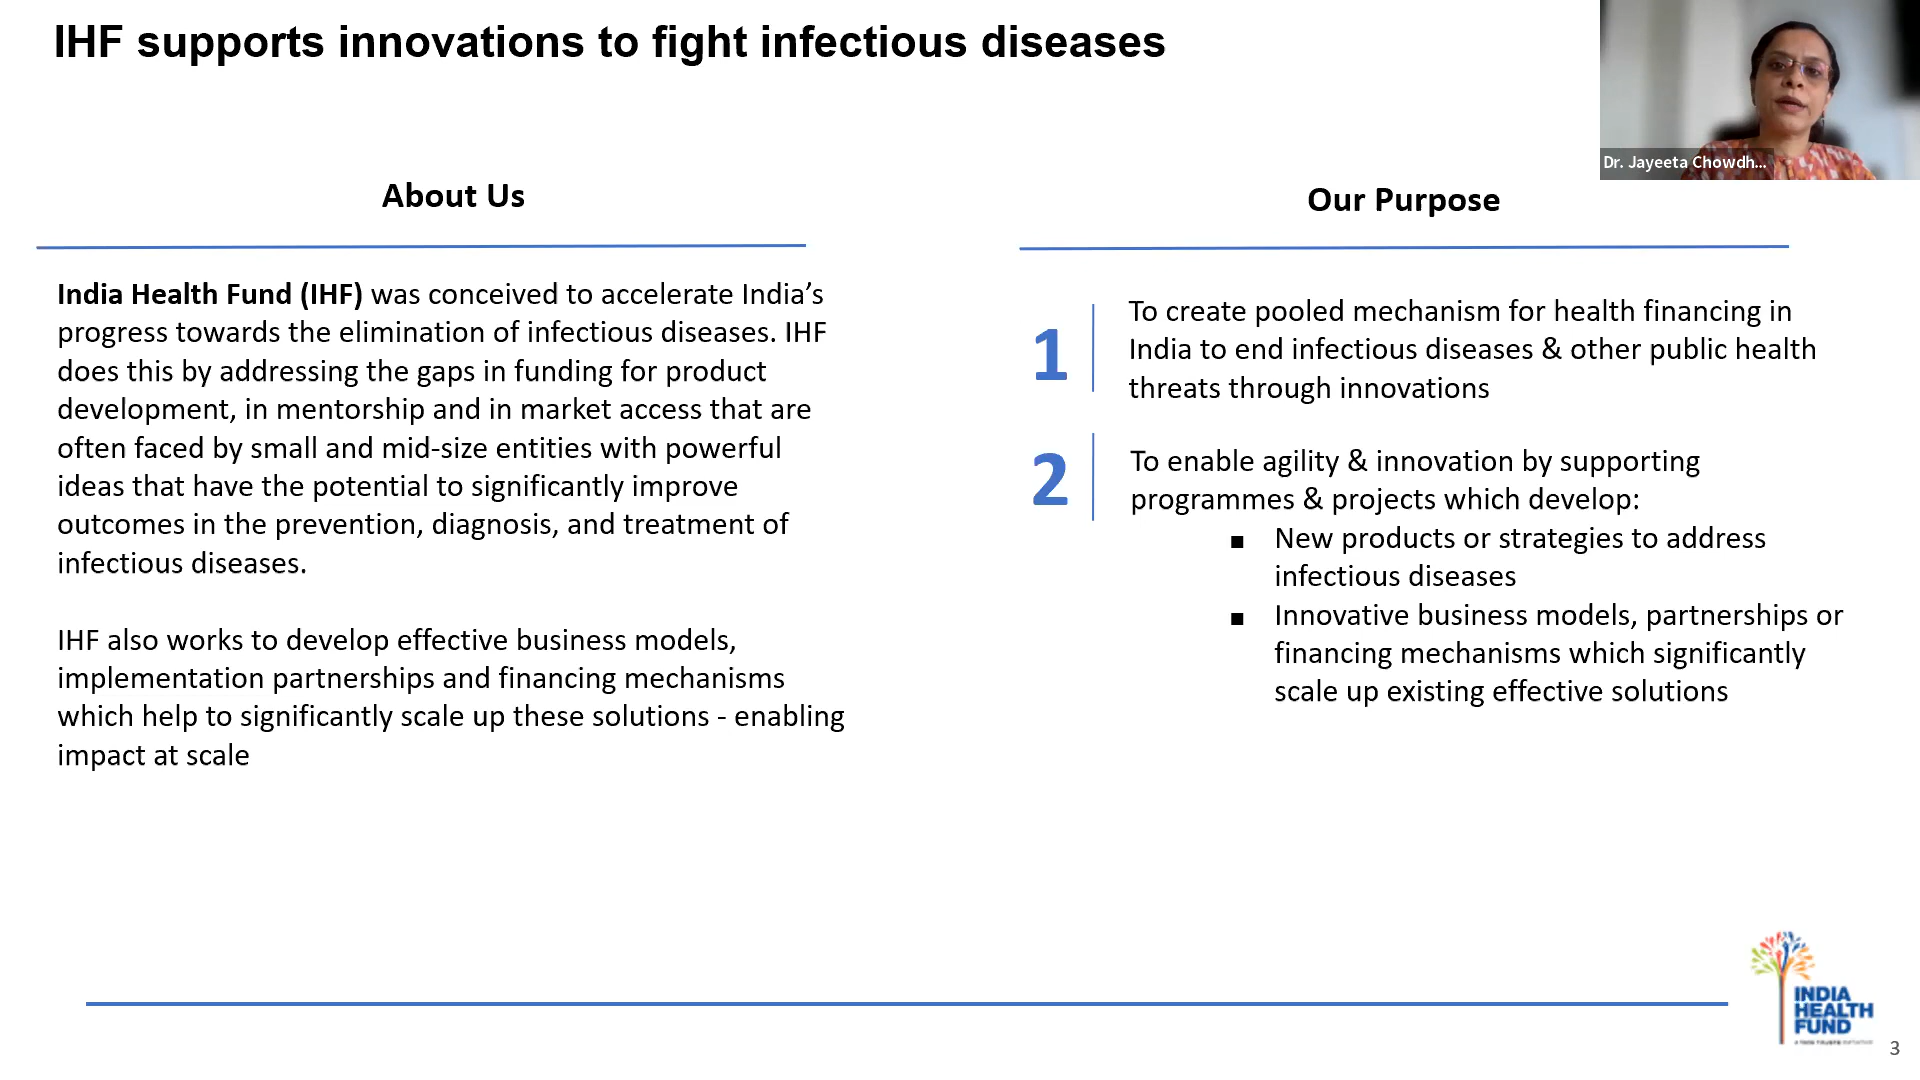 IHF supports innovations to fight infectious diseases
Dr. Jayeeta Chowdh...
About Us
India Health Fund (IHF) was conceived to accelerate India’s
progress towards the elimination of infectious diseases. IHF
does this by addressing the gaps in funding for product
development, in mentorship and in market access that are
often faced by small and mid-size entities with powerful
ideas that have the potential to significantly improve
outcomes in the prevention, diagnosis, and treatment of
infectious diseases.
IHF also works to develop effective business models,
implementation partnerships and financing mechanisms
which help to significantly scale up these solutions - enabling
impact at scale
Our Purpose
1
To create pooled mechanism for health financing in
India to end infectious diseases & other public health
threats through innovations
2
To enable agility & innovation by supporting
programmes & projects which develop:
■ New products or strategies to address
infectious diseases
■ Innovative business models, partnerships or
financing mechanisms which significantly
scale up existing effective solutions
INDIA
HEALTH
FUND
3